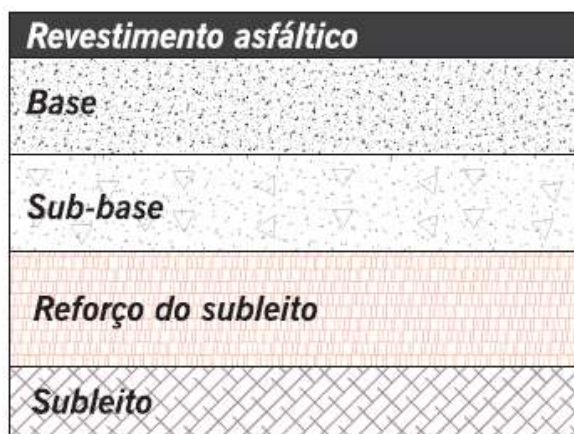 Revestimento asfáltico
Base
Sub-base
Reforço do subleito
Subleito